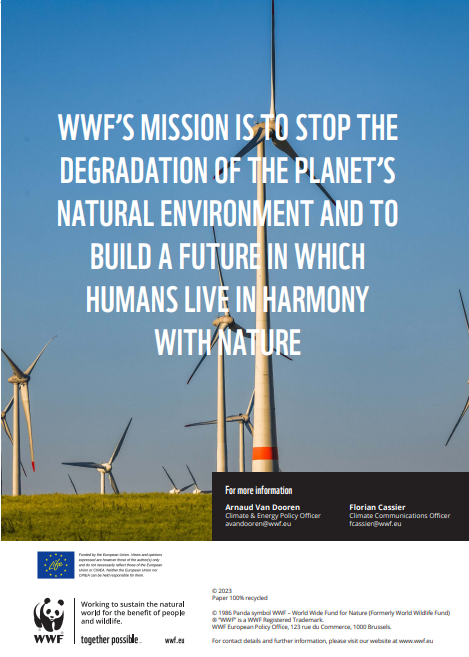 WWF'S MISSION IS TO STOP THE
DEGRADATION OF THE PLANET'S
NATURAL ENVIRONMENT AND TO
BUILD A FUTURE IN WHICH
HUMANS LIVE IN HARMONY
WITH NATURE
For more information
Arnaud Van Dooren
Climate & Energy Policy Officer
avandooren@wwf.eu
Florian Cassier
Climate Communications Officer
fcassier@wwf.eu
Life
Funded by the European Union. Views and opinions
expressed are however those of the author(s) only
and do not necessarily reflect those of the European
Union or CINEA. Neither the European Union nor
CINEA can be held responsible for them.
WWF
Working to sustain the natural
world for the benefit of people
and wildlife.
together possible.
wwf.eu
© 2023
Paper 100% recycled
© 1986 Panda symbol WWF – World Wide Fund for Nature (Formerly World Wildlife Fund)
® "WWF" is a WWF Registered Trademark.
WWF European Policy Office, 123 rue du Commerce, 1000 Brussels.
For contact details and further information, please visit our website at www.wwf.eu